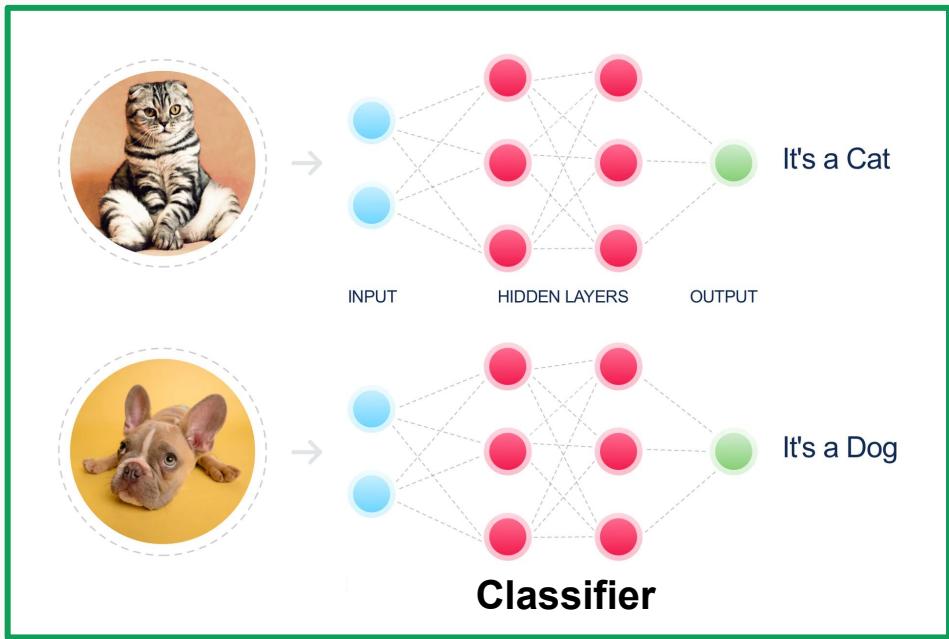 It's a Cat
INPUT
HIDDEN LAYERS
OUTPUT
It's a Dog
Classifier